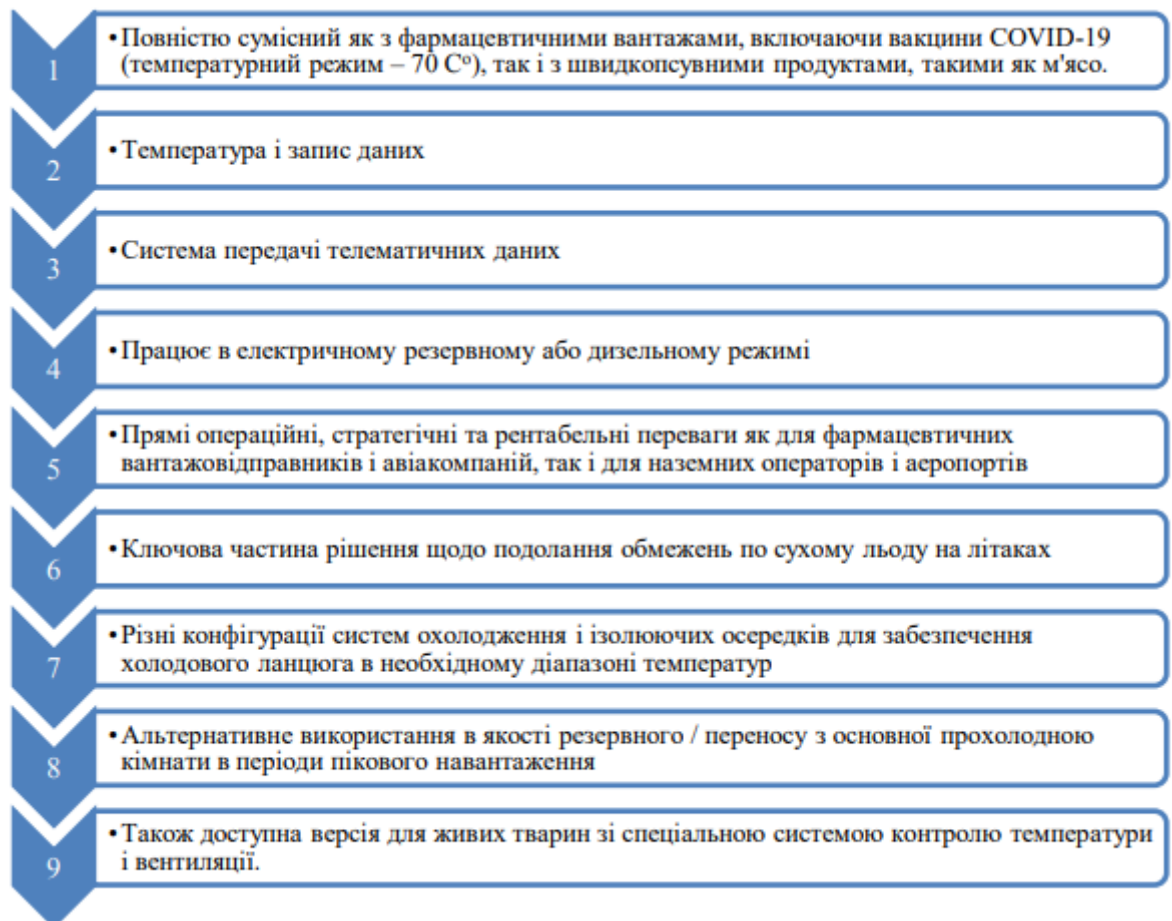 1
•Повністю сумісний як з фармацевтичними вантажами, включаючи вакцини COVID-19
(температурний режим – 70 Cº), так і з швидкопсувними продуктами, такими як м'ясо.
2
•Температура і запис даних
3
•Система передачі телематичних даних
4
•Працює в електричному резервному або дизельному режимі
5
•Прямі операційні, стратегічні та рентабельні переваги як для фармацевтичних
вантажовідправників і авіакомпаній, так і для наземних операторів і аеропортів
6
•Ключова частина рішення щодо подолання обмежень по сухому льоду на літаках
7
•Різні конфігурації систем охолодження і ізолюючих осередків для забезпечення
холодового ланцюга в необхідному діапазоні температур
8
•Альтернативне використання в якості резервного / переносу з основної прохолодною
кімнати в періоди пікового навантаження
9
•Також доступна версія для живих тварин зі спеціальною системою контролю температури
і вентиляції.